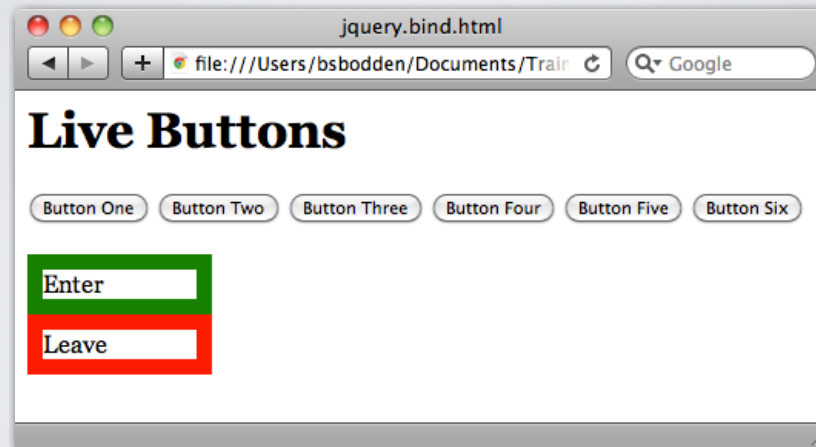 jquery.bind.html
+ file:///Users/bsbodden/Documents/Train Google
Live Buttons
Button One Button Two Button Three Button Four Button Five Button Six
Enter
Leave